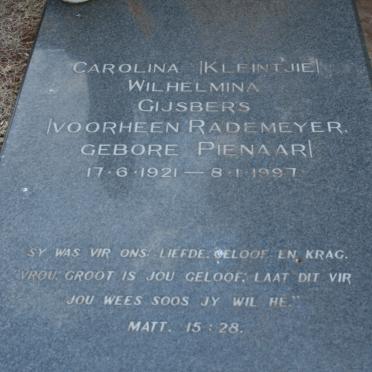 CAROLINA |KLEINTJIE|
WILHELMINA
GIJSBERS
|VOORHEEN RADEMEYER,
GEBORE PIENAAR|
17·6·1921 — 8·1·1997
"SY WAS VIR ONS LIEFDE, GELOOF EN KRAG.
VROU, GROOT IS JOU GELOOF; LAAT DIT VIR
JOU WEES SOOS JY WIL HÊ."
MATT. 15:28.